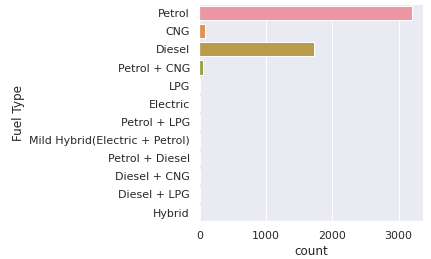 Petrol
CNG
Diesel
Petrol + CNG
LPG
Electric
Petrol + LPG
Mild Hybrid(Electric + Petrol)
Petrol + Diesel
Diesel + CNG
Diesel + LPG
Hybrid
Fuel Type
0 1000 2000 3000
count